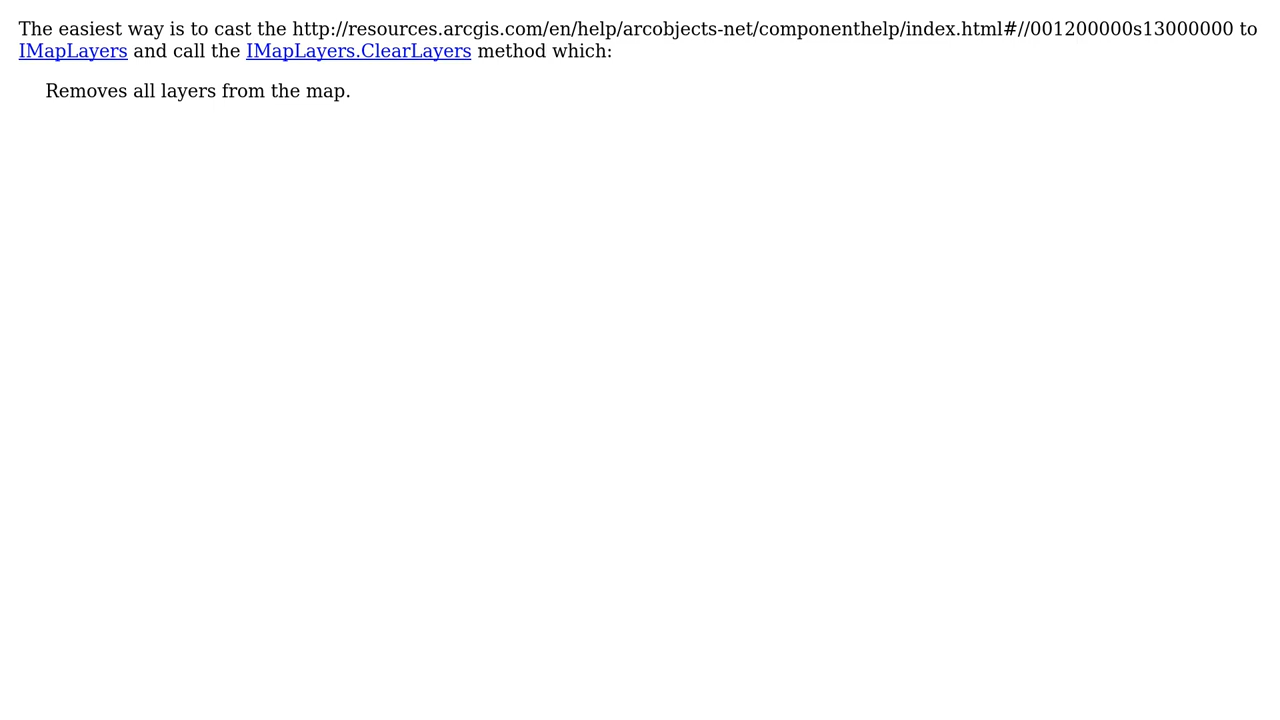 The easiest way is to cast the http://resources.arcgis.com/en/help/arcobjects-net/componenthelp/index.html#//001200000s13000000 to
IMapLayers and call the IMapLayers.ClearLayers method which:
Removes all layers from the map.